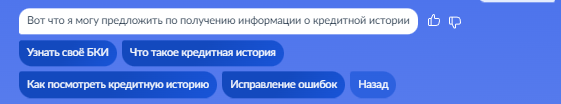 Вот что я могу предложить по получению информации о кредитной истории
Узнать своё БКИ Что такое кредитная история
Как посмотреть кредитную историю Исправление ошибок Назад